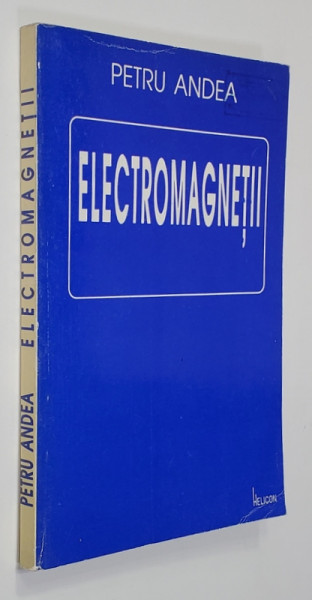 PETRU ANDEA
ELECTROMAGNEȚII
HELICON
PETRU ANDEA ELECTROMAGNEȚII